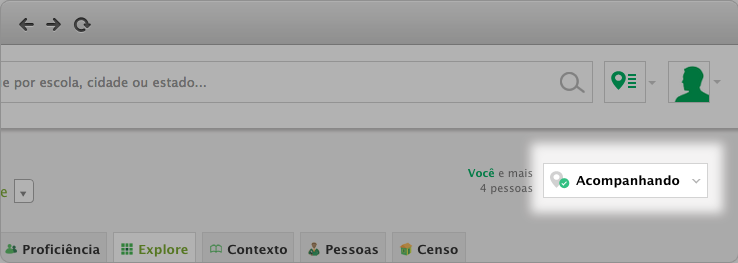 e por escola, cidade ou estado...
Você e mais
4 pessoas
Acompanhando
e
Proficiência
Explore
Contexto
Pessoas
Censo